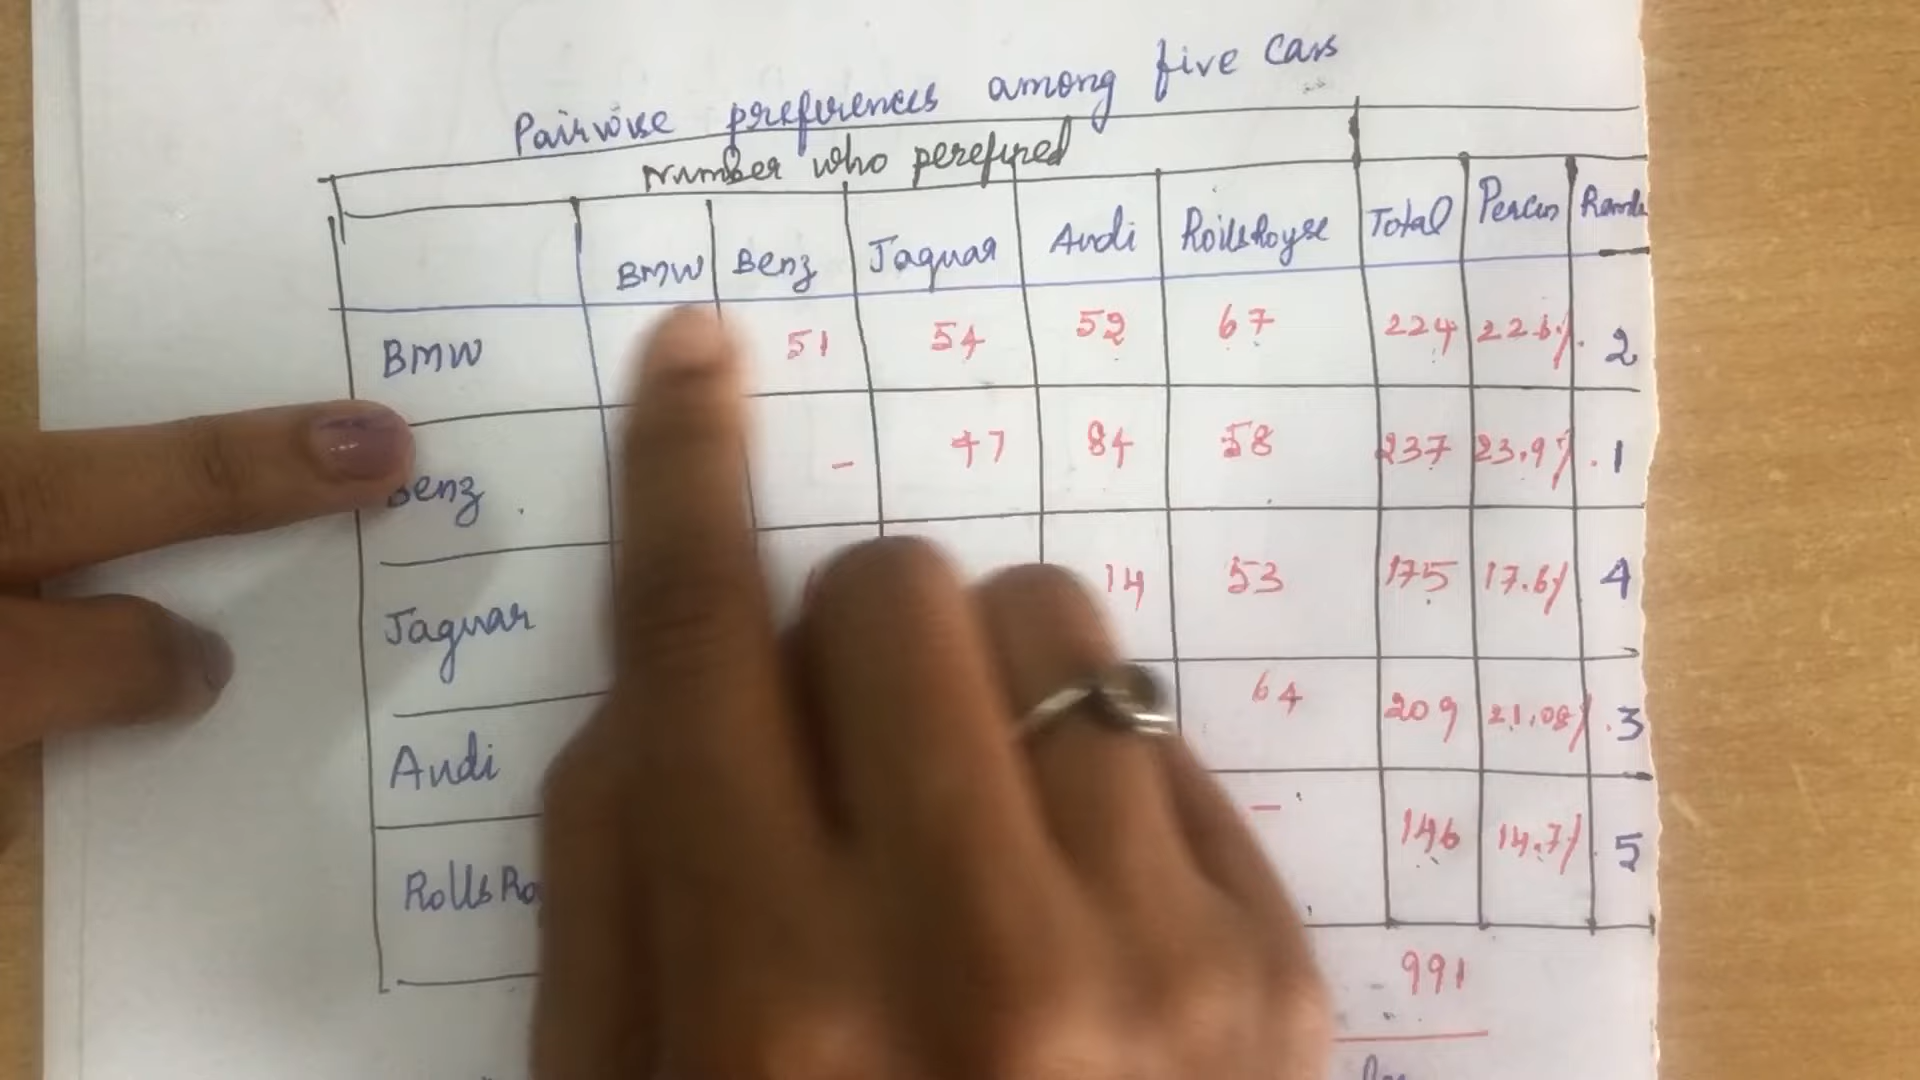 Pairwise preferences among five Cars
Number who perefired
BMW Benz Jaguar Audi RollsRoyse Total Percen Rank
BMW 51 54 52 67 224 22.6% 2
Benz - 47 84 58 237 23.9% 1
Jaguar 14 53 175 17.6% 4
Audi 64 209 21.08% 3
RollsRo - 146 14.7% 5
991